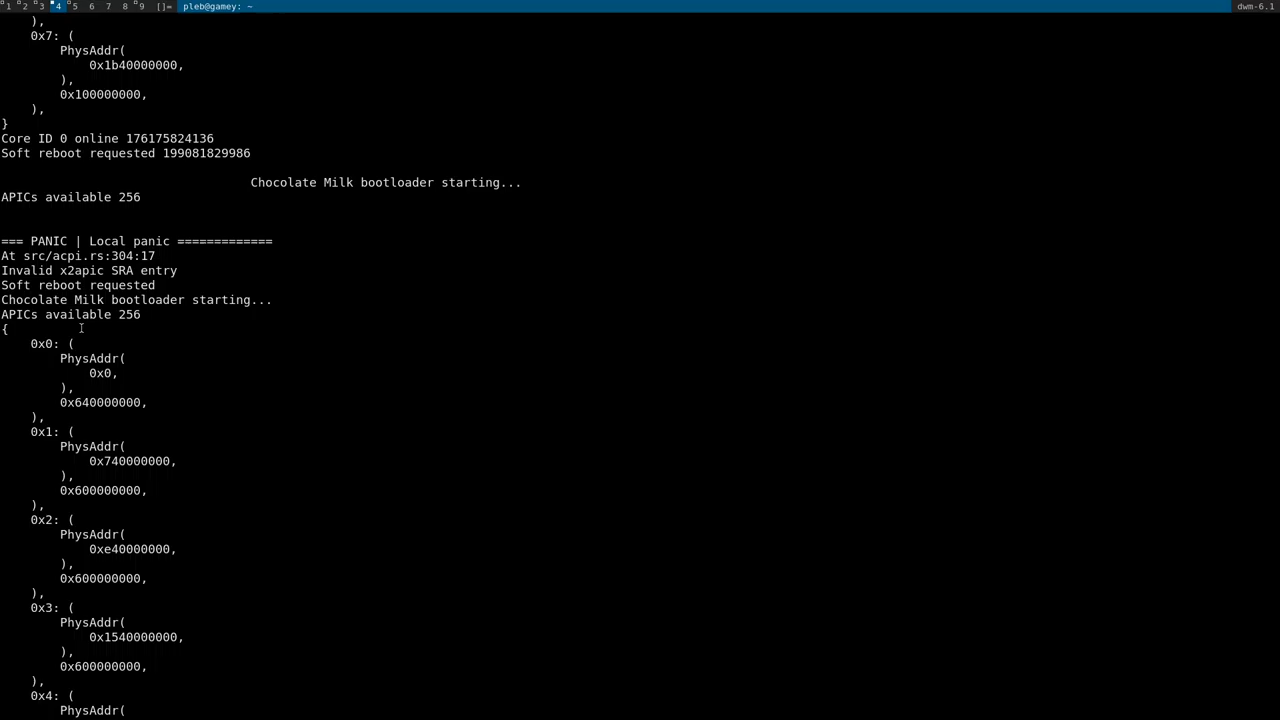 1 2 3 4 5 6 7 8 9 []= pleb@gamey: ~ dwm-6.1
    ),
    0x7: (
        PhysAddr(
            0x1b40000000,
        ),
        0x100000000,
    ),
}
Core ID 0 online 176175824136
Soft reboot requested 199081829986
Chocolate Milk bootloader starting...
APICs available 256
=== PANIC | Local panic =============
At src/acpi.rs:304:17
Invalid x2apic SRA entry
Soft reboot requested
Chocolate Milk bootloader starting...
APICs available 256
{
    0x0: (
        PhysAddr(
            0x0,
        ),
        0x640000000,
    ),
    0x1: (
        PhysAddr(
            0x740000000,
        ),
        0x600000000,
    ),
    0x2: (
        PhysAddr(
            0xe40000000,
        ),
        0x600000000,
    ),
    0x3: (
        PhysAddr(
            0x1540000000,
        ),
        0x600000000,
    ),
    0x4: (
        PhysAddr(